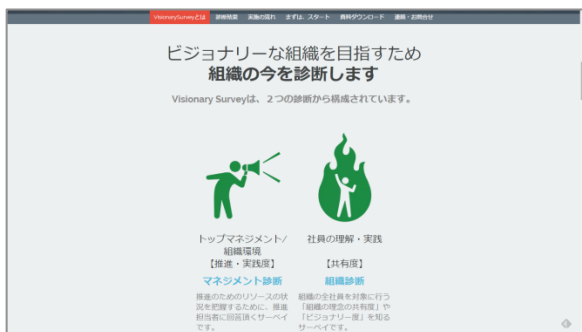 VisionarySurveyとは 診断結果 実施の流れ まずは、スタート 資料ダウンロード 連絡・お問合せ
ビジョナリーな組織を目指すため
組織の今を診断します
Visionary Surveyは、２つの診断から構成されています。
トップマネジメント/
組織環境
【推進・実践度】
マネジメント診断
推進のためのリソースの状
況を把握するために、推進
担当者に回答頂くサーベイ
です。
社員の理解・実践
【共有度】
組織診断
組織の全社員を対象に行う
「組織の理念の共有度」や
「ビジョナリー度」を知る
サーベイです。